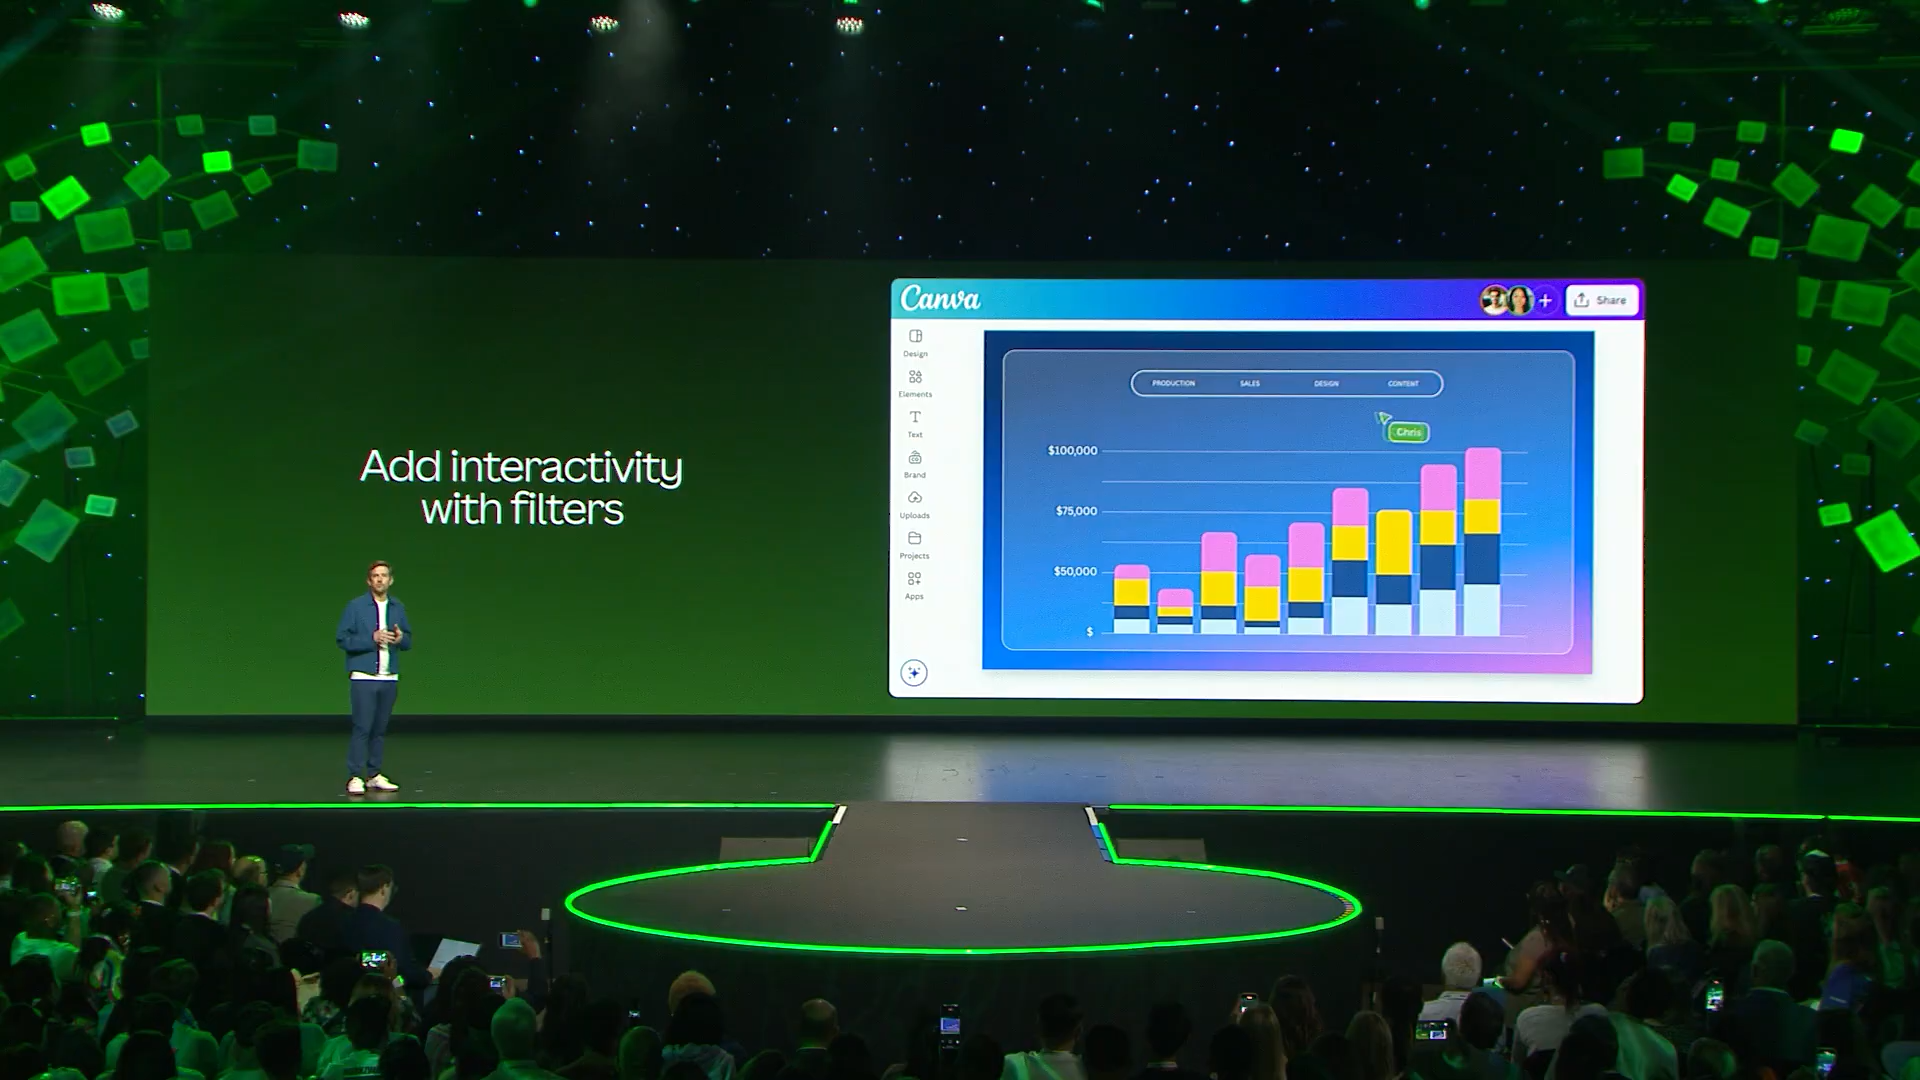 Add interactivity
with filters
Canva
Share
Design
Elements
Text
Brand
Uploads
Projects
Apps
PRODUCTION SALES DESIGN CONTENT
Chris
$100,000
$75,000
$50,000
$